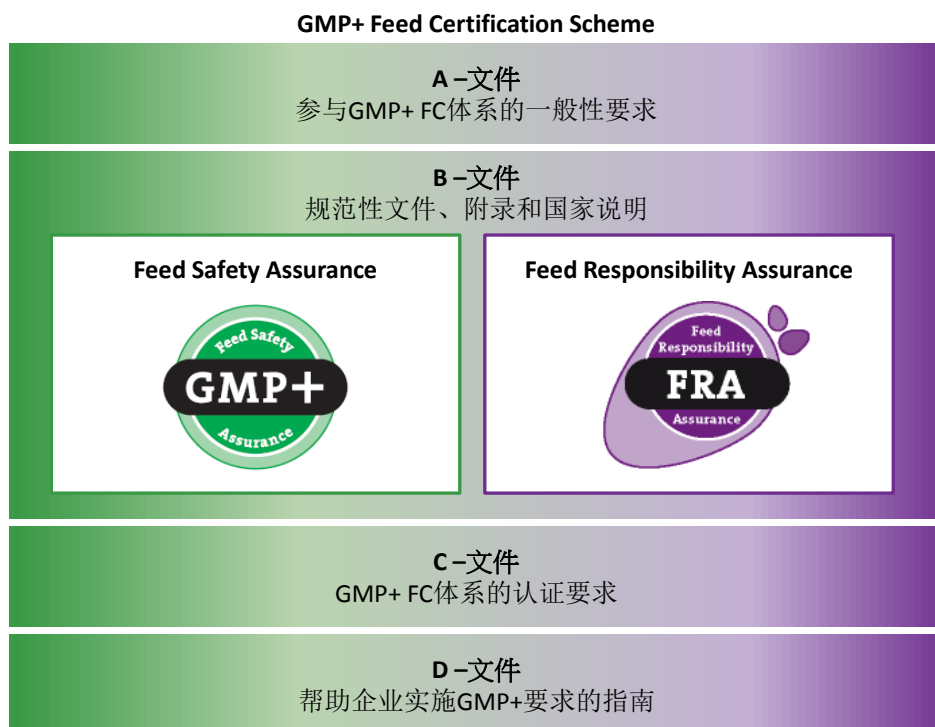 GMP+ Feed Certification Scheme
A –文件
参与GMP+ FC体系的一般性要求
B –文件
规范性文件、附录和国家说明
Feed Safety Assurance
Feed Safety
GMP+
Assurance
Feed Responsibility Assurance
Feed
Responsibility
FRA
Assurance
C –文件
GMP+ FC体系的认证要求
D –文件
帮助企业实施GMP+要求的指南